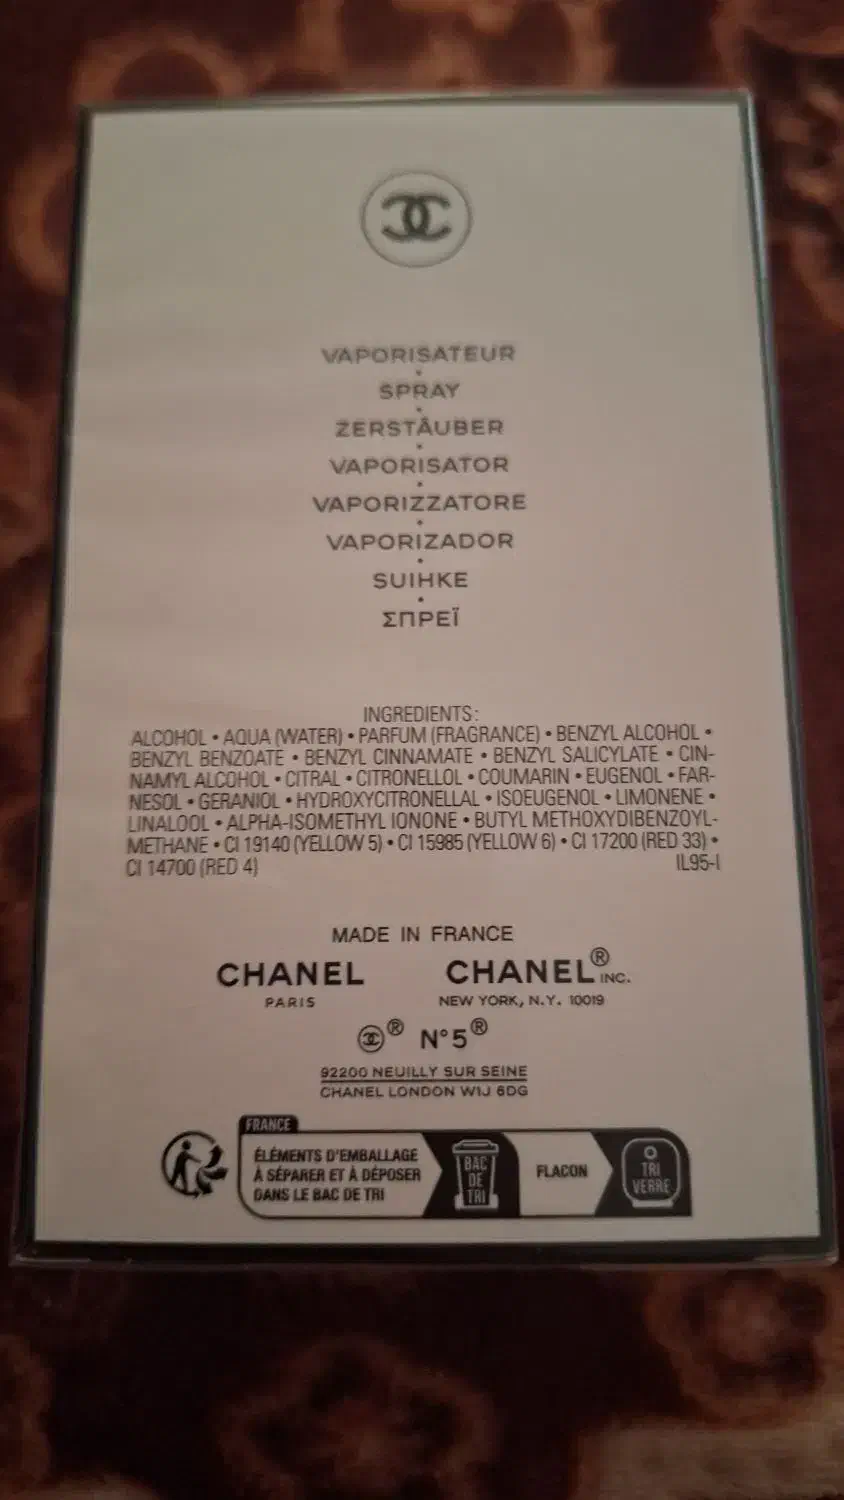 VAPORISATEUR
•
SPRAY
•
ZERSTÄUBER
•
VAPORISATOR
•
VAPORIZZATORE
•
VAPORIZADOR
•
SUIHKE
•
ΣΠΡΕΪ
INGREDIENTS:
ALCOHOL • AQUA (WATER) • PARFUM (FRAGRANCE) • BENZYL ALCOHOL •
BENZYL BENZOATE • BENZYL CINNAMATE • BENZYL SALICYLATE • CIN-
NAMYL ALCOHOL • CITRAL • CITRONELLOL • COUMARIN • EUGENOL • FAR-
NESOL • GERANIOL • HYDROXYCITRONELLAL • ISOEUGENOL • LIMONENE •
LINALOOL • ALPHA-ISOMETHYL IONONE • BUTYL METHOXYDIBENZOYL-
METHANE • CI 19140 (YELLOW 5) • CI 15985 (YELLOW 6) • CI 17200 (RED 33) •
CI 14700 (RED 4) IL95-I
MADE IN FRANCE
CHANEL CHANEL® INC.
PARIS NEW YORK, N.Y. 10019
® N°5®
92200 NEUILLY SUR SEINE
CHANEL LONDON W1J 6DG
FRANCE
ÉLÉMENTS D'EMBALLAGE
À SÉPARER ET À DÉPOSER
DANS LE BAC DE TRI
BAC
DE
TRI
FLACON
TRI
VERRE